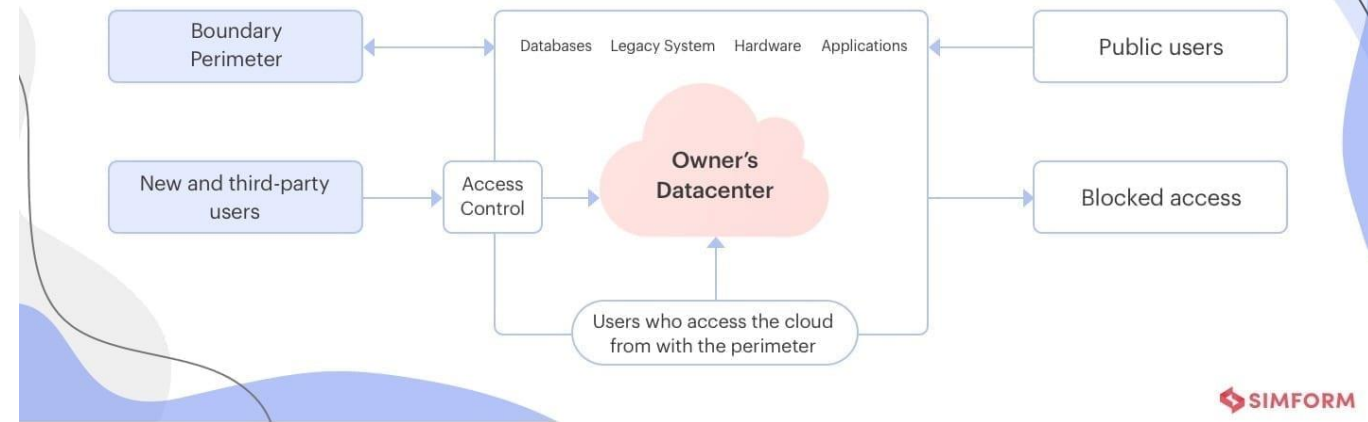 Boundary
Perimeter
Databases Legacy System Hardware Applications
Public users
New and third-party
users
Access
Control
Owner's
Datacenter
Blocked access
Users who access the cloud
from with the perimeter
SIMFORM